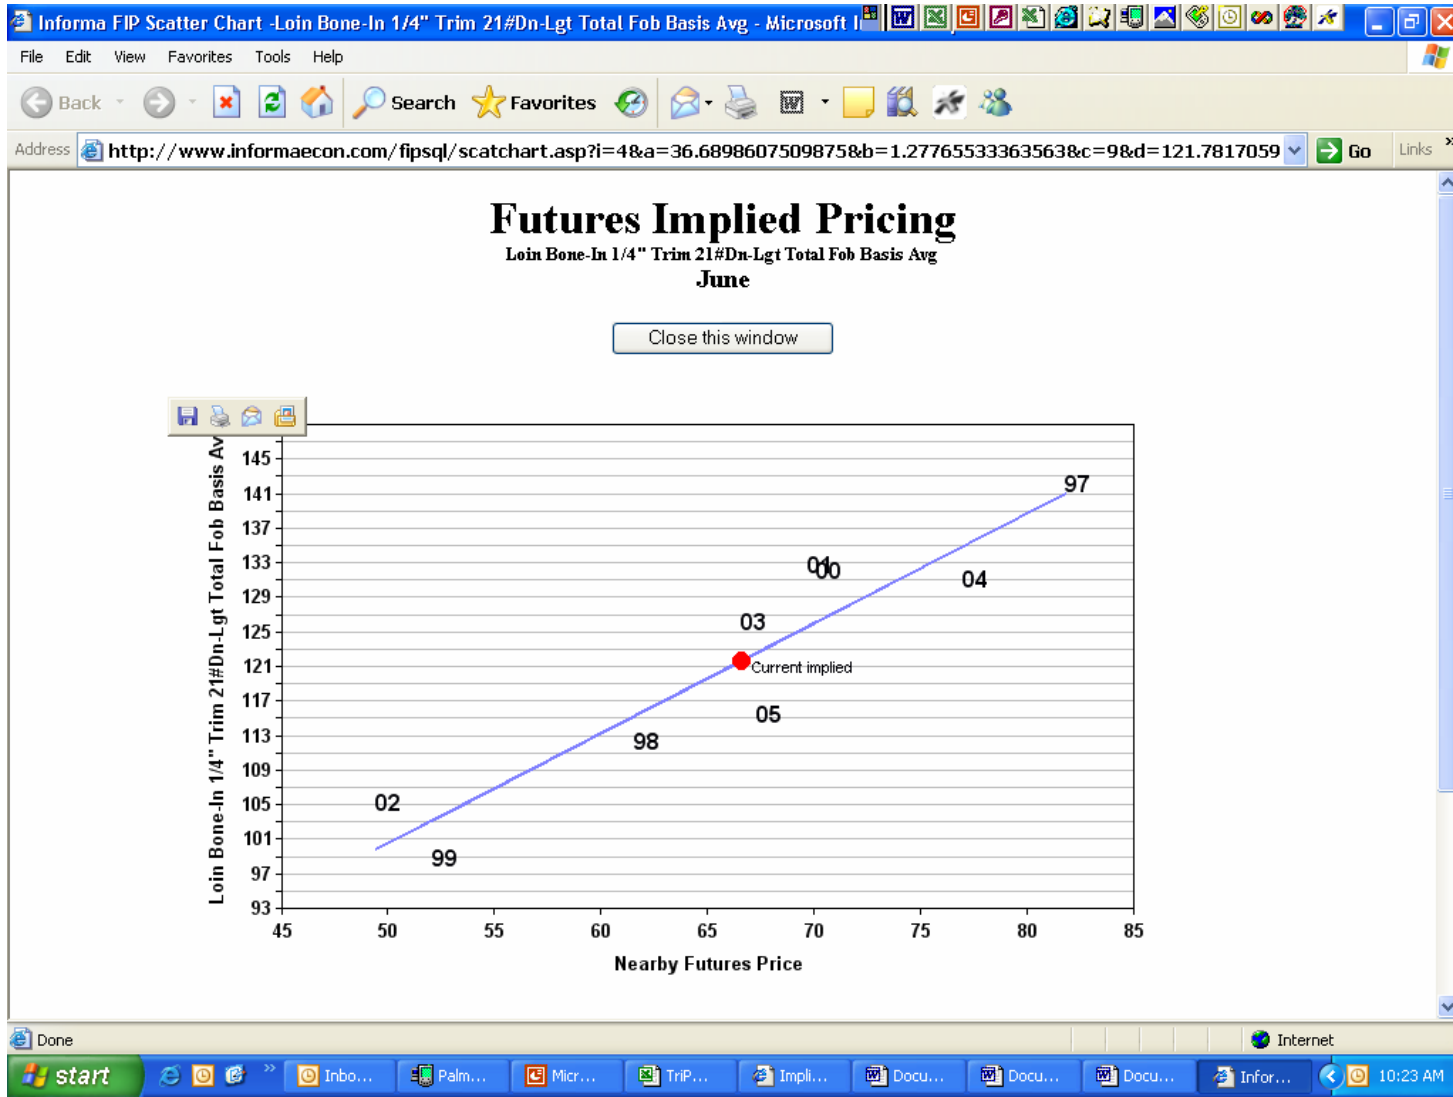 Informa FIP Scatter Chart -Loin Bone-In 1/4" Trim 21#Dn-Lgt Total Fob Basis Avg - Microsoft I
File Edit View Favorites Tools Help
Back Search Favorites
Address http://www.informaecon.com/fipsql/scatchart.asp?i=4&a=36.6898607509875&b=1.27765533363563&c=9&d=121.7817059 Go Links »
Futures Implied Pricing
Loin Bone-In 1/4" Trim 21#Dn-Lgt Total Fob Basis Avg
June
Close this window
Loin Bone-In 1/4" Trim 21#Dn-Lgt Total Fob Basis Av
145
141
137
133
129
125
121
117
113
109
105
101
97
93
97
01
00
04
03
Current implied
05
98
02
99
45 50 55 60 65 70 75 80 85
Nearby Futures Price
Done Internet
start » Inbo... Palm... Micr... TriP... Impli... Docu... Docu... Docu... Infor... 10:23 AM